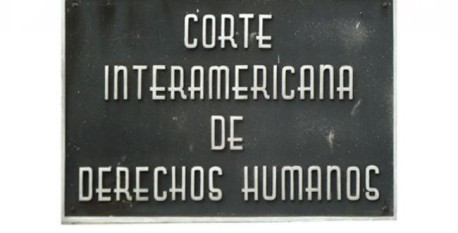 CORTE
INTERAMERICANA
DE
DERECHOS HUMANOS